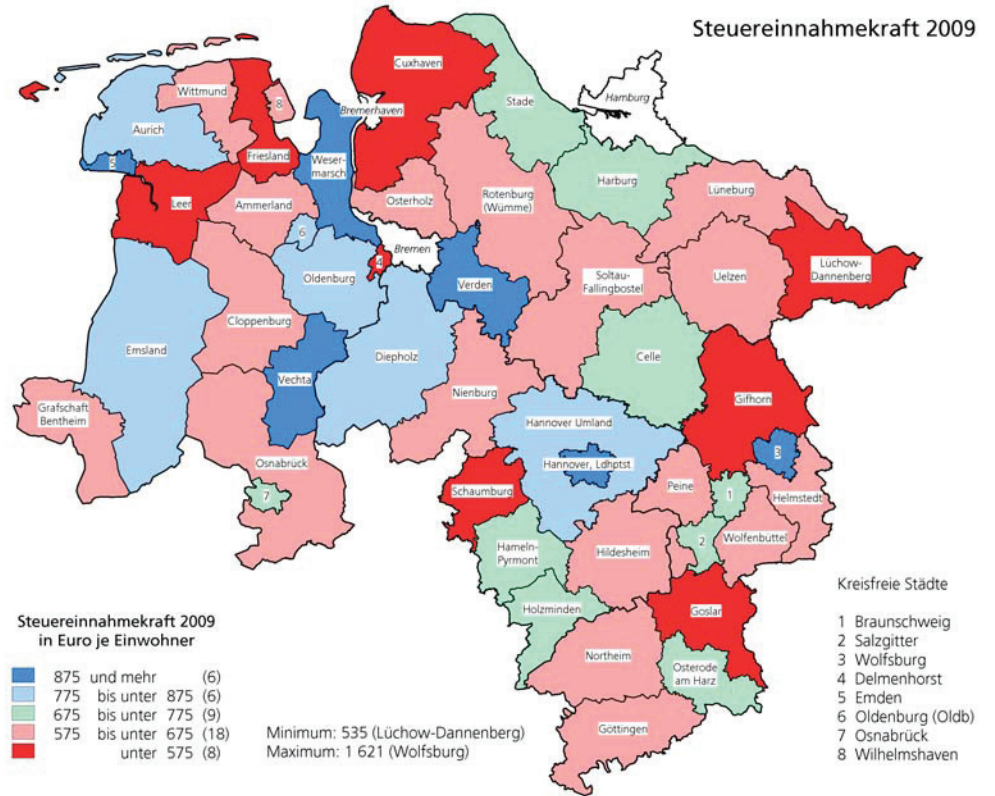 Steuereinnahmekraft 2009
Cuxhaven
Wittmund
8
Bremerhaven
Stade
Hamburg
Aurich
5
Friesland
Weser-
marsch
Harburg
Leer
Ammerland
Osterholz
Rotenburg
(Wümme)
Lüneburg
6
Bremen
4
Oldenburg
Verden
Soltau-
Fallingbostel
Uelzen
Lüchow-
Dannenberg
Cloppenburg
Emsland
Diepholz
Celle
Vechta
Nienburg
Gifhorn
Grafschaft
Bentheim
Hannover Umland
3
Osnabrück
Hannover, Ldhptst
7
Schaumburg
Peine
1
Helmstedt
2
Wolfenbüttel
Hameln-
Pyrmont
Hildesheim
Holzminden
Goslar
Northeim
Osterode
am Harz
Göttingen
Steuereinnahmekraft 2009
in Euro je Einwohner
875 und mehr (6)
775 bis unter 875 (6)
675 bis unter 775 (9)
575 bis unter 675 (18)
unter 575 (8)
Minimum: 535 (Lüchow-Dannenberg)
Maximum: 1 621 (Wolfsburg)
Kreisfreie Städte
1 Braunschweig
2 Salzgitter
3 Wolfsburg
4 Delmenhorst
5 Emden
6 Oldenburg (Oldb)
7 Osnabrück
8 Wilhelmshaven